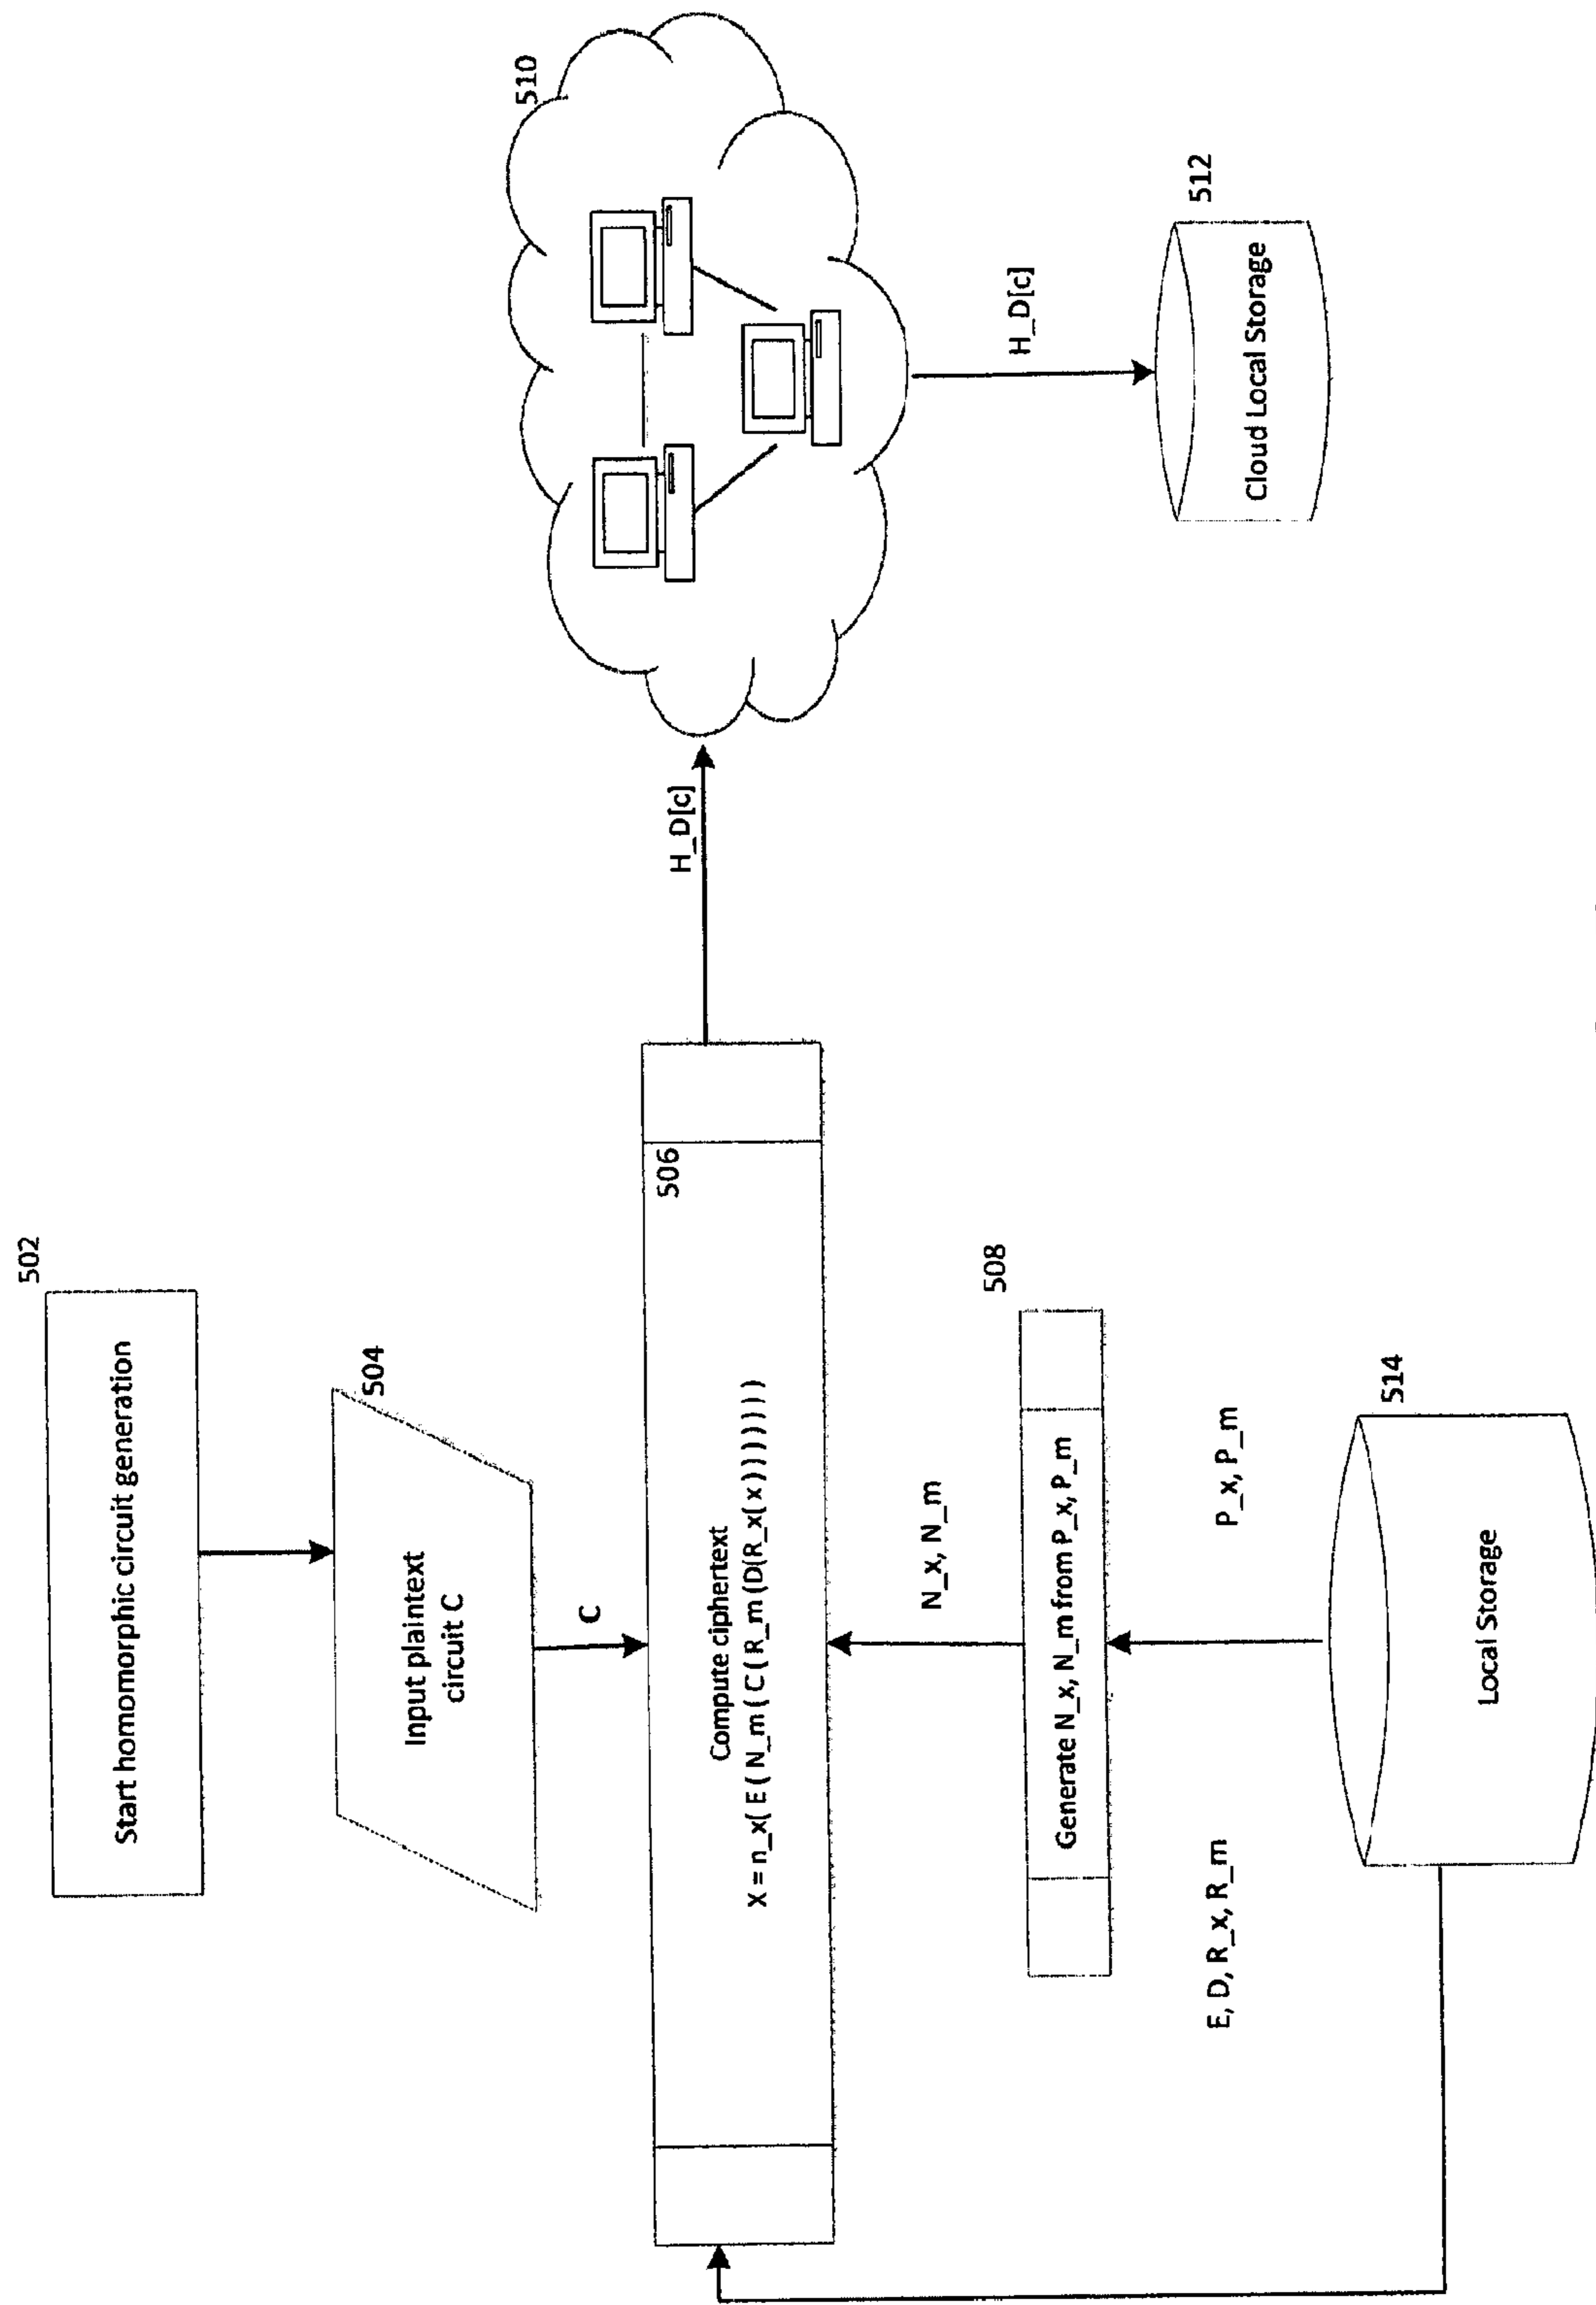 502
Start homomorphic circuit generation
504
Input plaintext
circuit C
C
506
Compute ciphertext
X = n_x( E ( N_m ( C ( R_m (D(R_x( x ) ) ) ) ) ) )
H_D[c]
510
H_D[c]
512
Cloud Local Storage
N_x, N_m
508
Generate N_x, N_m from P_x, P_m
P_x, P_m
E, D, R_x, R_m
514
Local Storage